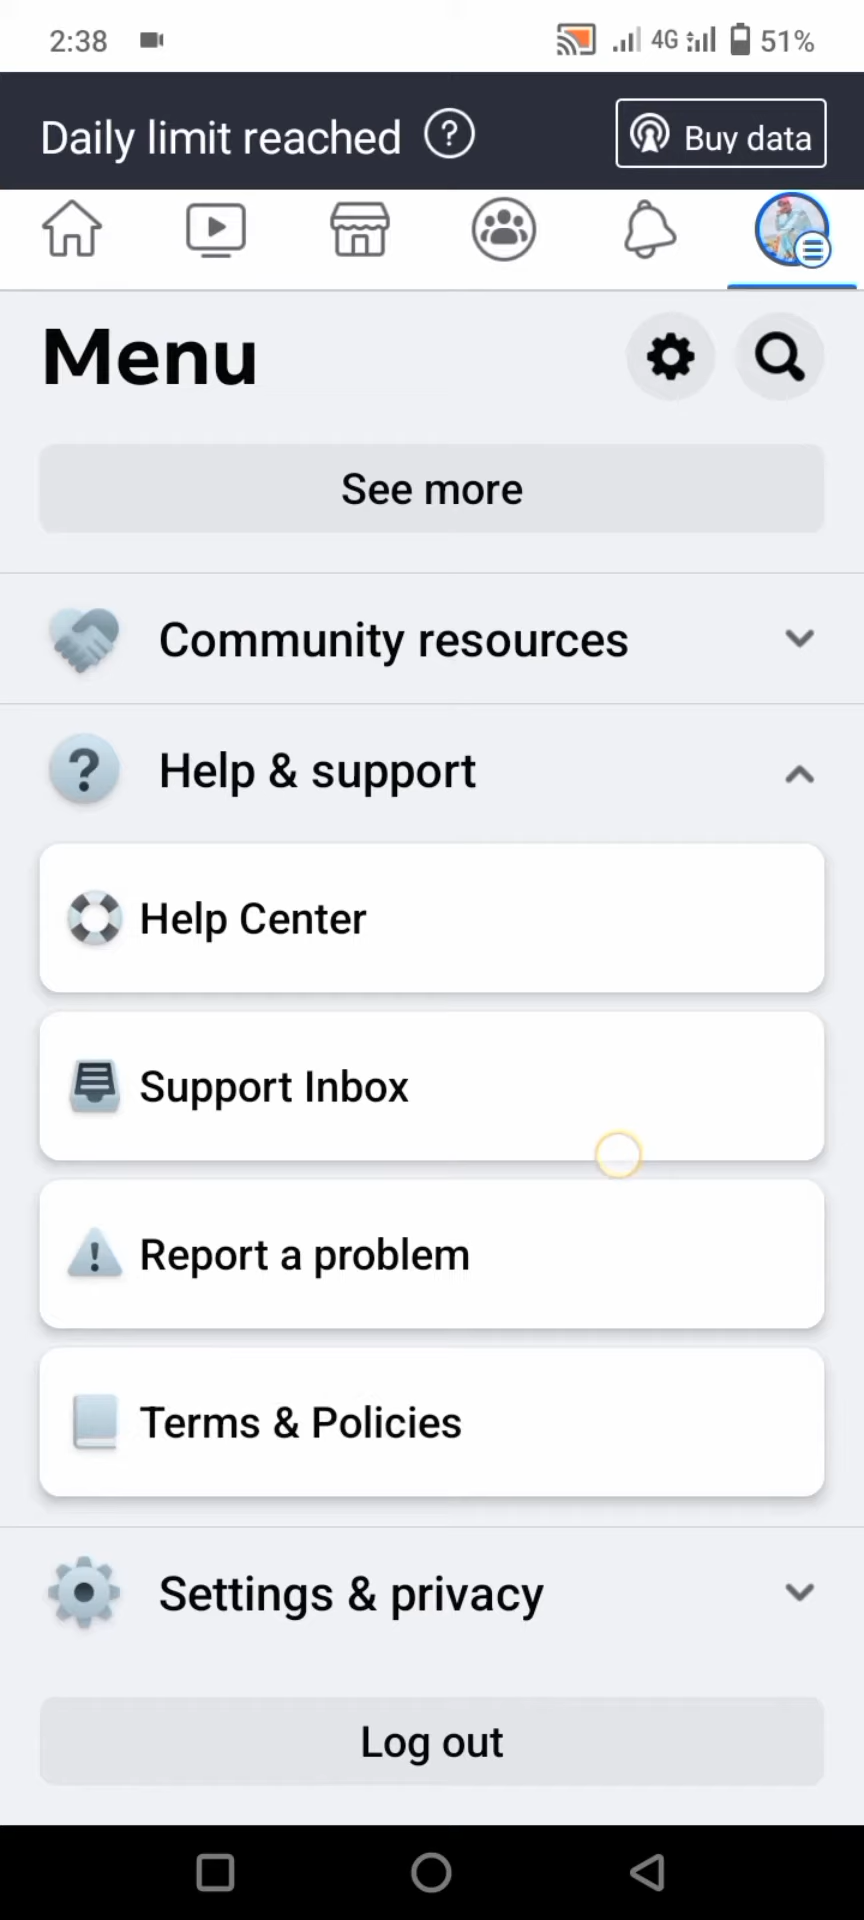 2:38
4G
51%
Daily limit reached
?
Buy data
Menu
See more
Community resources
? Help & support
Help Center
Support Inbox
Report a problem
Terms & Policies
Settings & privacy
Log out